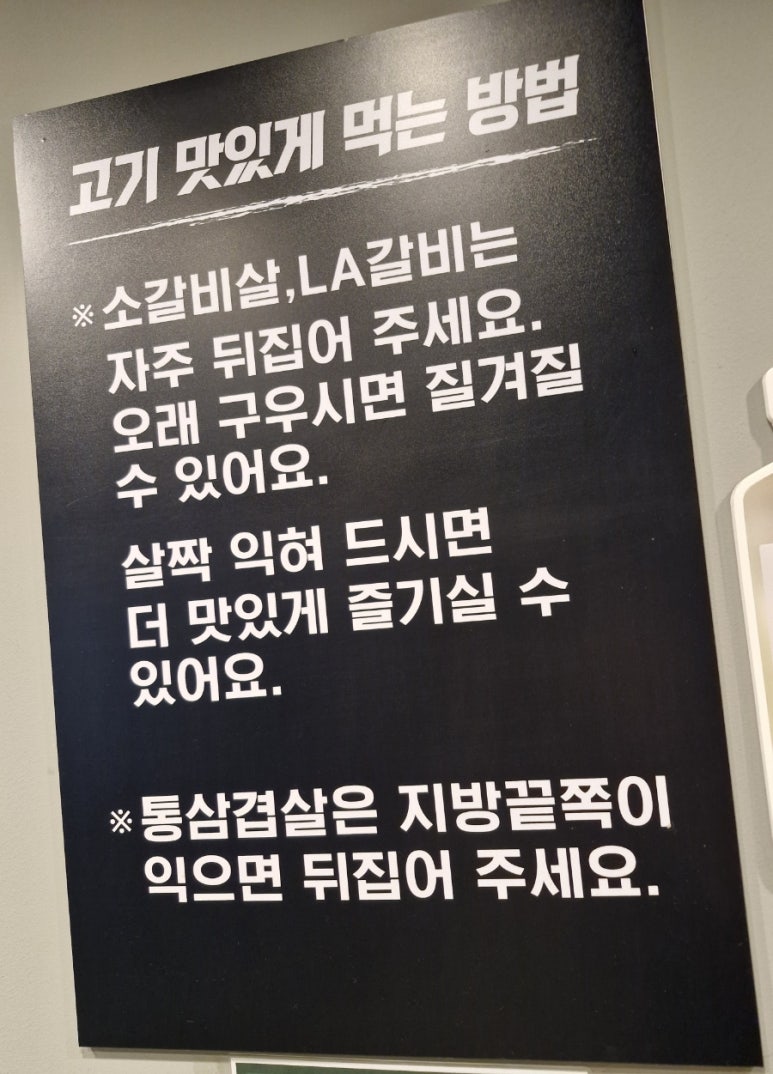 고기 맛있게 먹는 방법
※ 소갈비살,LA갈비는
자주 뒤집어 주세요.
오래 구우시면 질겨질
수 있어요.
살짝 익혀 드시면
더 맛있게 즐기실 수
있어요.
※ 통삼겹살은 지방끝쪽이
익으면 뒤집어 주세요.